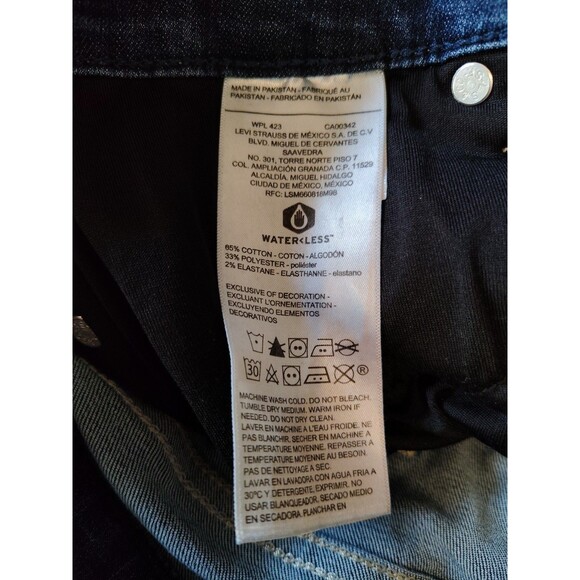 MADE IN PAKISTAN - FABRIQUÉ AU
PAKISTAN - FABRICADO EN PAKISTÁN
WPL 423 CA00342
LEVI STRAUSS DE MÉXICO S.A. DE C.V
BLVD. MIGUEL DE CERVANTES
SAAVEDRA
NO. 301, TORRE NORTE PISO 7
COL. AMPLIACIÓN GRANADA C.P. 11529
ALCALDÍA. MIGUEL HIDALGO
CIUDAD DE MÉXICO, MÉXICO
RFC: LSM660818M98
WATER<LESS™
65% COTTON - COTON - ALGODÓN
33% POLYESTER - poliéster
2% ELASTANE - ELASTHANNE - elastano
EXCLUSIVE OF DECORATION -
EXCLUANT L'ORNEMENTATION -
EXCLUYENDO ELEMENTOS
DECORATIVOS
30 ®
MACHINE WASH COLD. DO NOT BLEACH.
TUMBLE DRY MEDIUM. WARM IRON IF
NEEDED. DO NOT DRY CLEAN.
LAVER EN MACHINE A L'EAU FROIDE. NE
PAS BLANCHIR, SECHER EN MACHINE A
TEMPERATURE MOYENNE. REPASSER À
TEMPERATURE MOYENNE AU BESOIN.
PAS DE NETTOYAGE A SEC.
LAVAR EN LAVADORA CON AGUA FRIA A
30ºC Y DETERGENTE, EXPRIMIR. NO
USAR BLANQUEADOR, SECADO MEDIO
EN SECADORA, PLANCHAR EN